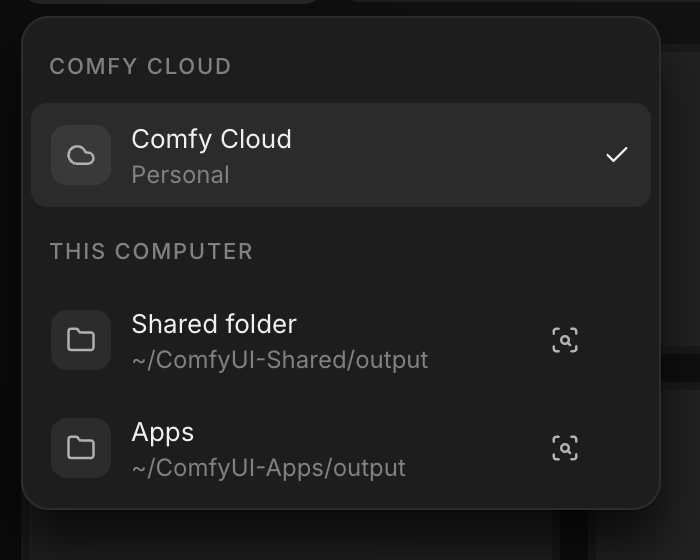 COMFY CLOUD
Comfy Cloud
Personal
THIS COMPUTER
Shared folder
~/ComfyUI-Shared/output
Apps
~/ComfyUI-Apps/output